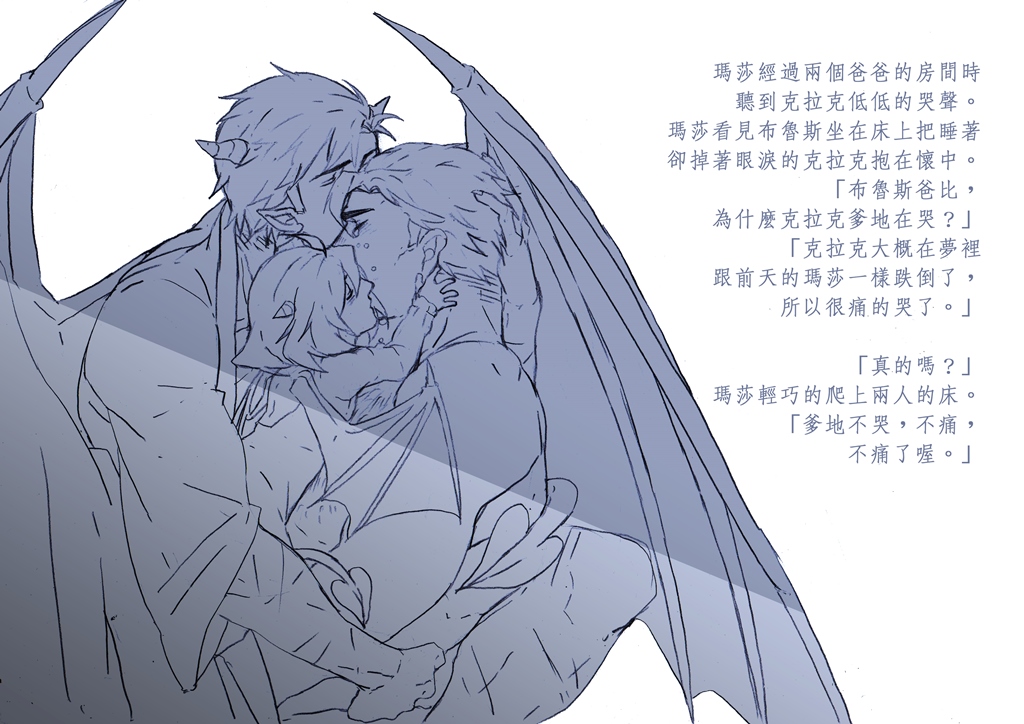 瑪莎經過兩個爸爸的房間時
聽到克拉克低低的哭聲。
瑪莎看見布魯斯坐在床上把睡著
卻掉著眼淚的克拉克抱在懷中。
「布魯斯爸比，
為什麼克拉克爹地在哭？」
「克拉克大概在夢裡
跟前天的瑪莎一樣跌倒了，
所以很痛的哭了。」
「真的嗎？」
瑪莎輕巧的爬上兩人的床。
「爹地不哭，不痛，
不痛了喔。」